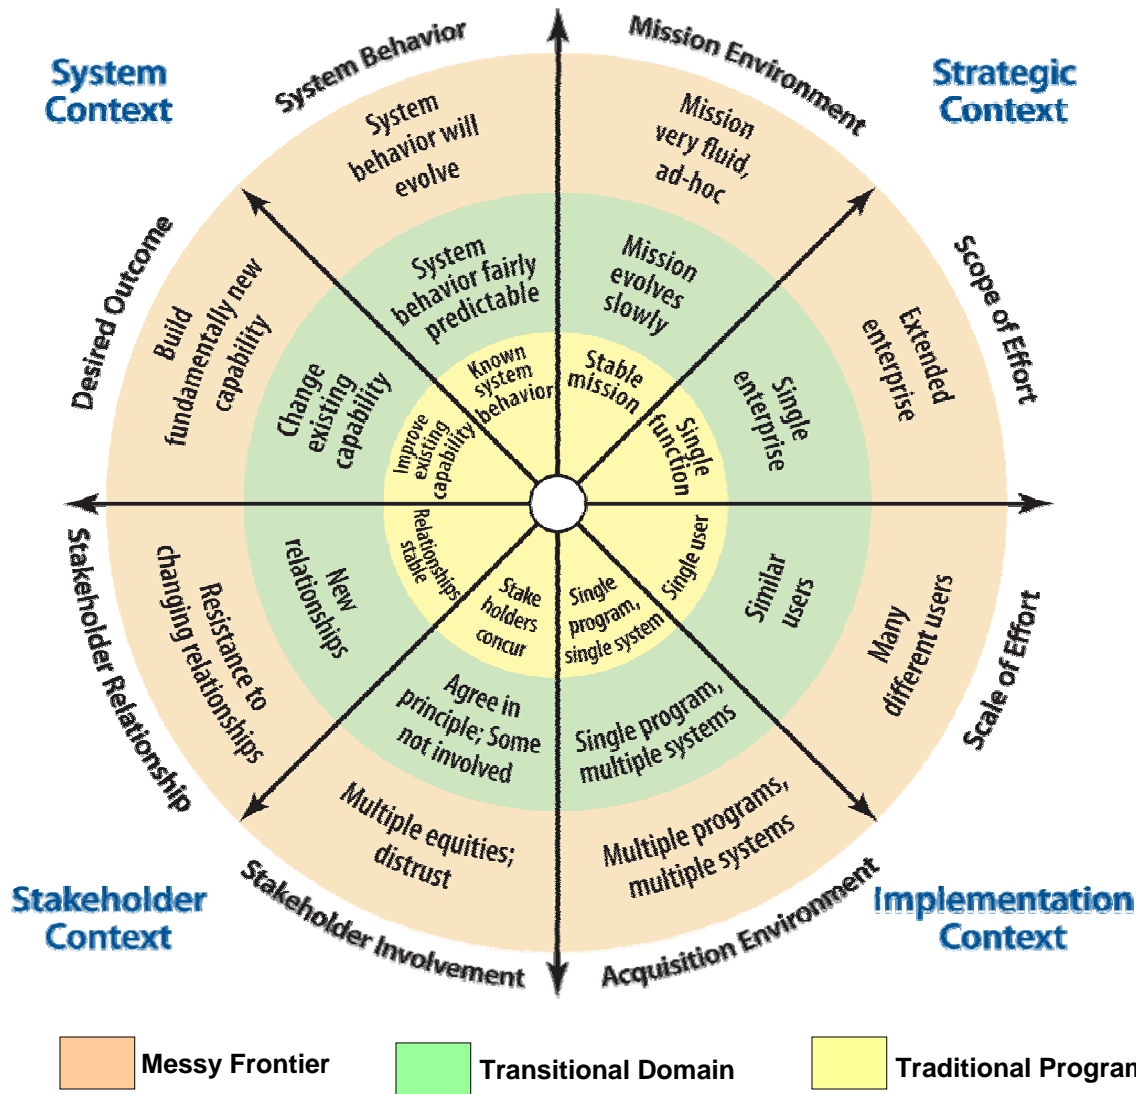 System
Context
System Behavior
Mission Environment
Strategic
Context
System
behavior will
evolve
Mission
very fluid,
ad-hoc
Desired Outcome
Build
fundamentally new
capability
System
behavior fairly
predictable
Mission
evolves
slowly
Scope of Effort
Extended
enterprise
Change
existing
capability
Known
system
behavior
Stable
mission
Single
enterprise
Improve
existing
capability
Single
function
Stakeholder Relationship
Resistance to
changing relationships
New
relationships
Relationships
stable
Stake
holders
concur
Single
program,
single system
Single user
Similar
users
Many
different users
Scale of Effort
Agree in
principle; Some
not involved
Single program,
multiple systems
Multiple equities;
distrust
Multiple programs,
multiple systems
Stakeholder
Context
Stakeholder Involvement
Acquisition Environment
Implementation
Context
Messy Frontier
Transitional Domain
Traditional Program